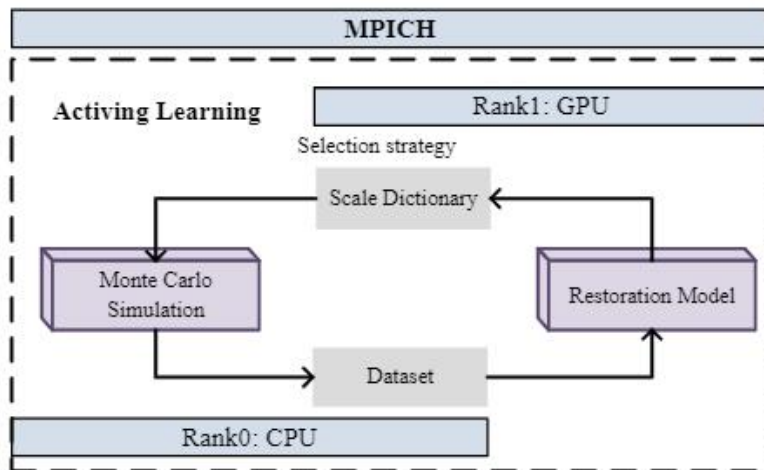 MPICH
Activing Learning
Rank1: GPU
Selection strategy
Scale Dictionary
Monte Carlo
Simulation
Restoration Model
Dataset
Rank0: CPU